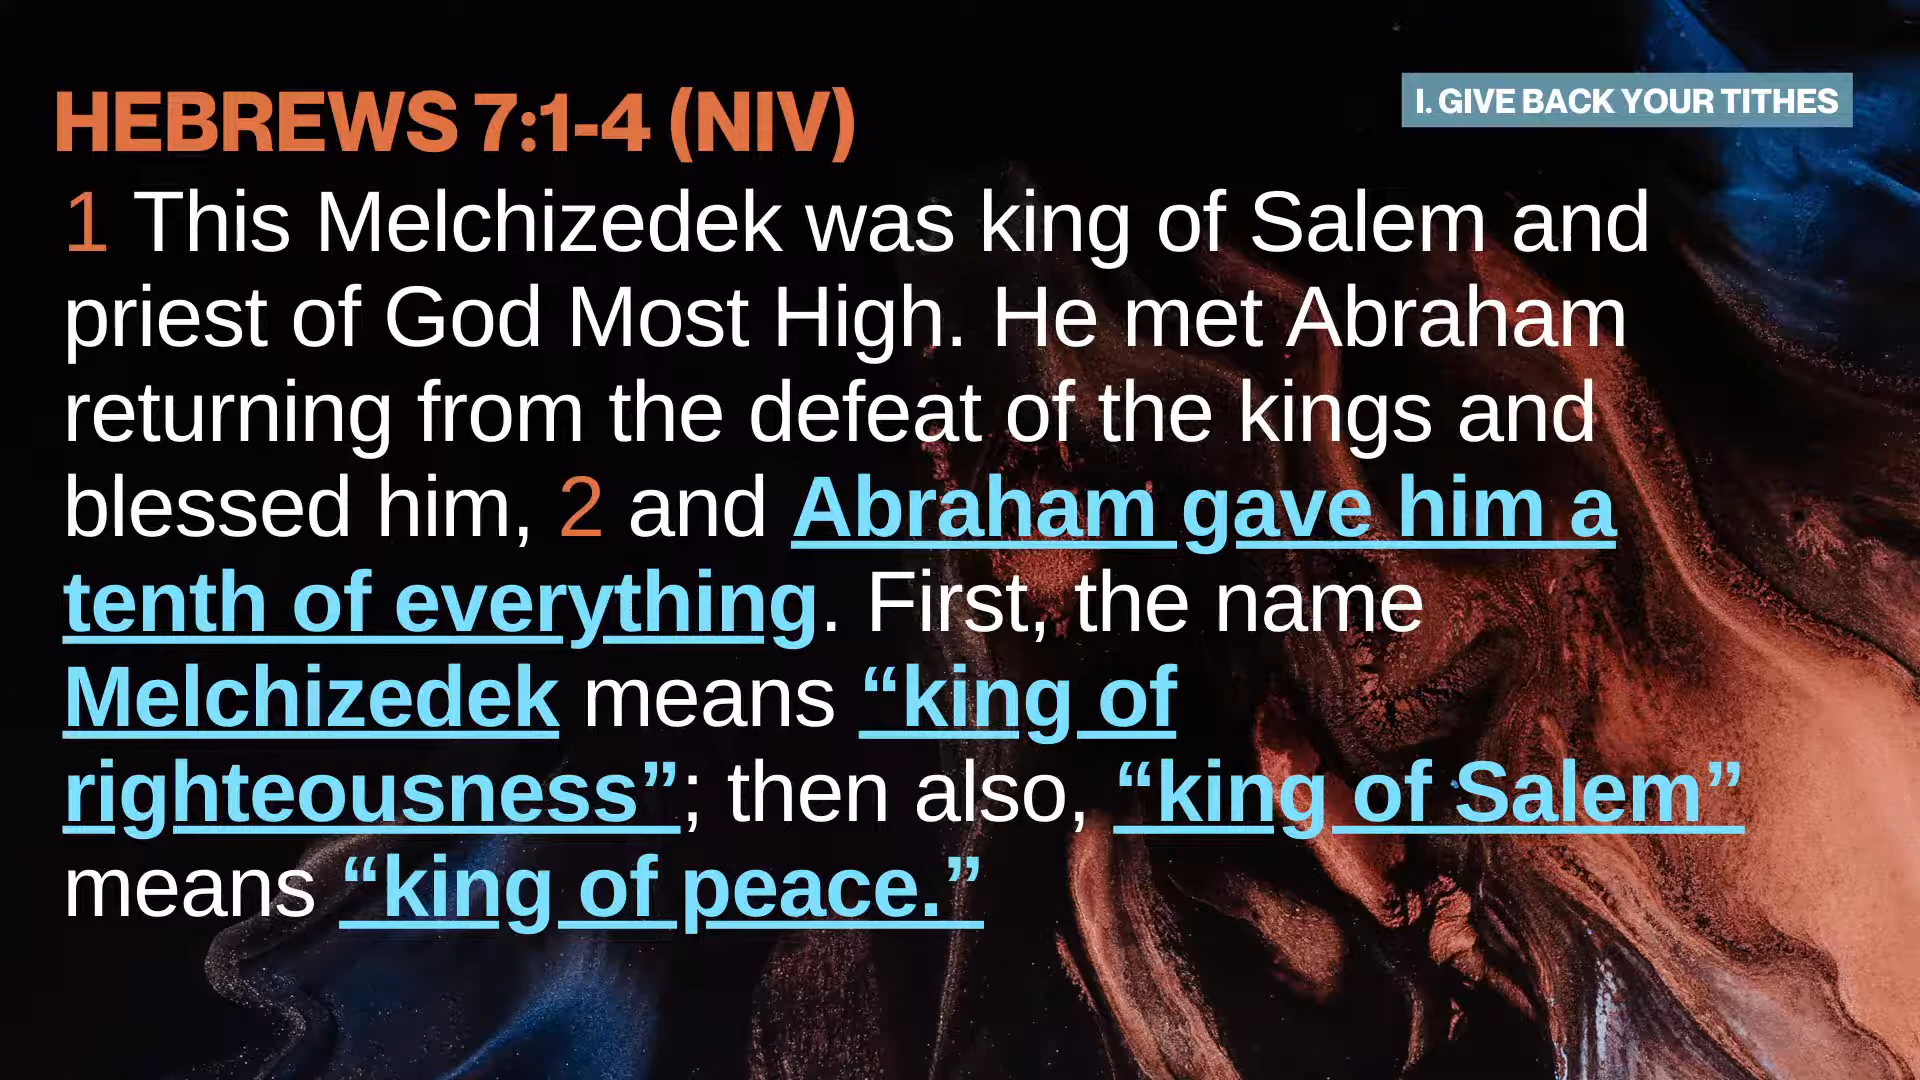 HEBREWS 7:1-4 (NIV)
I. GIVE BACK YOUR TITHES
1 This Melchizedek was king of Salem and
priest of God Most High. He met Abraham
returning from the defeat of the kings and
blessed him, 2 and Abraham gave him a
tenth of everything. First, the name
Melchizedek means “king of
righteousness”; then also, “king of Salem”
means “king of peace.”